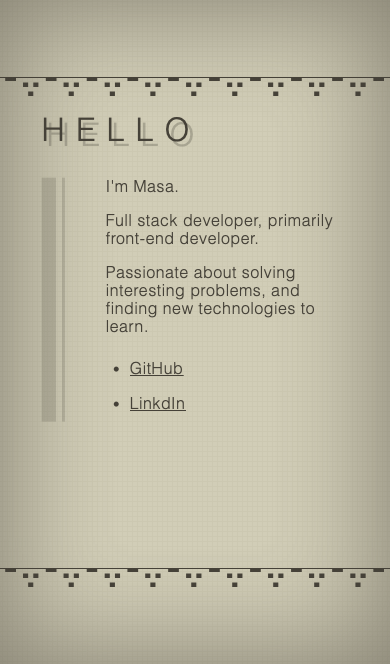 HELLO
I'm Masa.
Full stack developer, primarily
front-end developer.
Passionate about solving
interesting problems, and
finding new technologies to
learn.
• GitHub
• LinkdIn